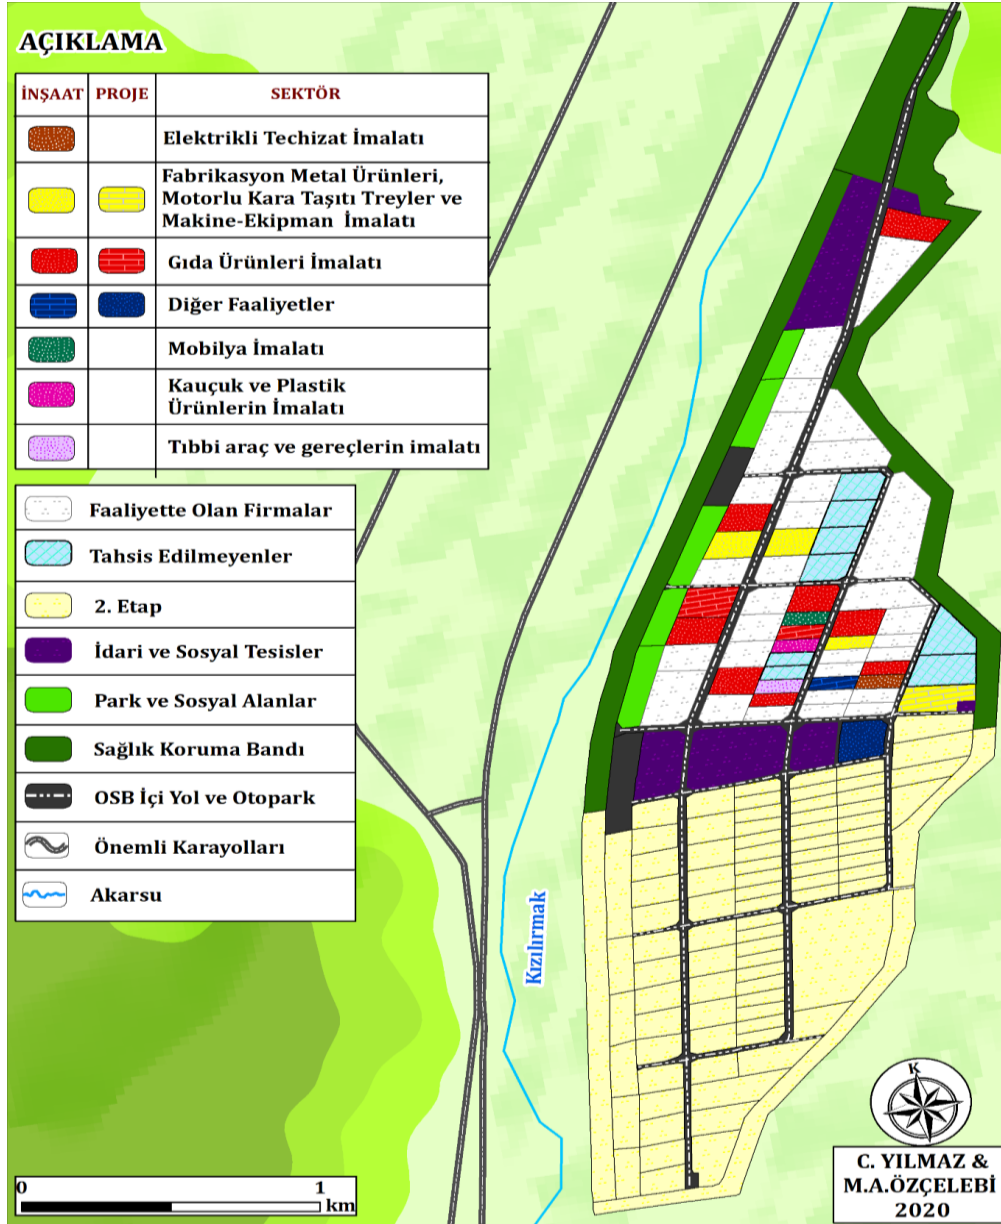 AÇIKLAMA
İNŞAAT PROJE SEKTÖR
Elektrikli Techizat İmalatı
Fabrikasyon Metal Ürünleri,
Motorlu Kara Taşıtı Treyler ve
Makine-Ekipman İmalatı
Gıda Ürünleri İmalatı
Diğer Faaliyetler
Mobilya İmalatı
Kauçuk ve Plastik
Ürünlerin İmalatı
Tıbbi araç ve gereçlerin imalatı
Faaliyette Olan Firmalar
Tahsis Edilmeyenler
2. Etap
İdari ve Sosyal Tesisler
Park ve Sosyal Alanlar
Sağlık Koruma Bandı
OSB İçi Yol ve Otopark
Önemli Karayolları
Akarsu
Kızılırmak
0 1
km
K
C. YILMAZ &
M.A.ÖZÇELEBİ
2020